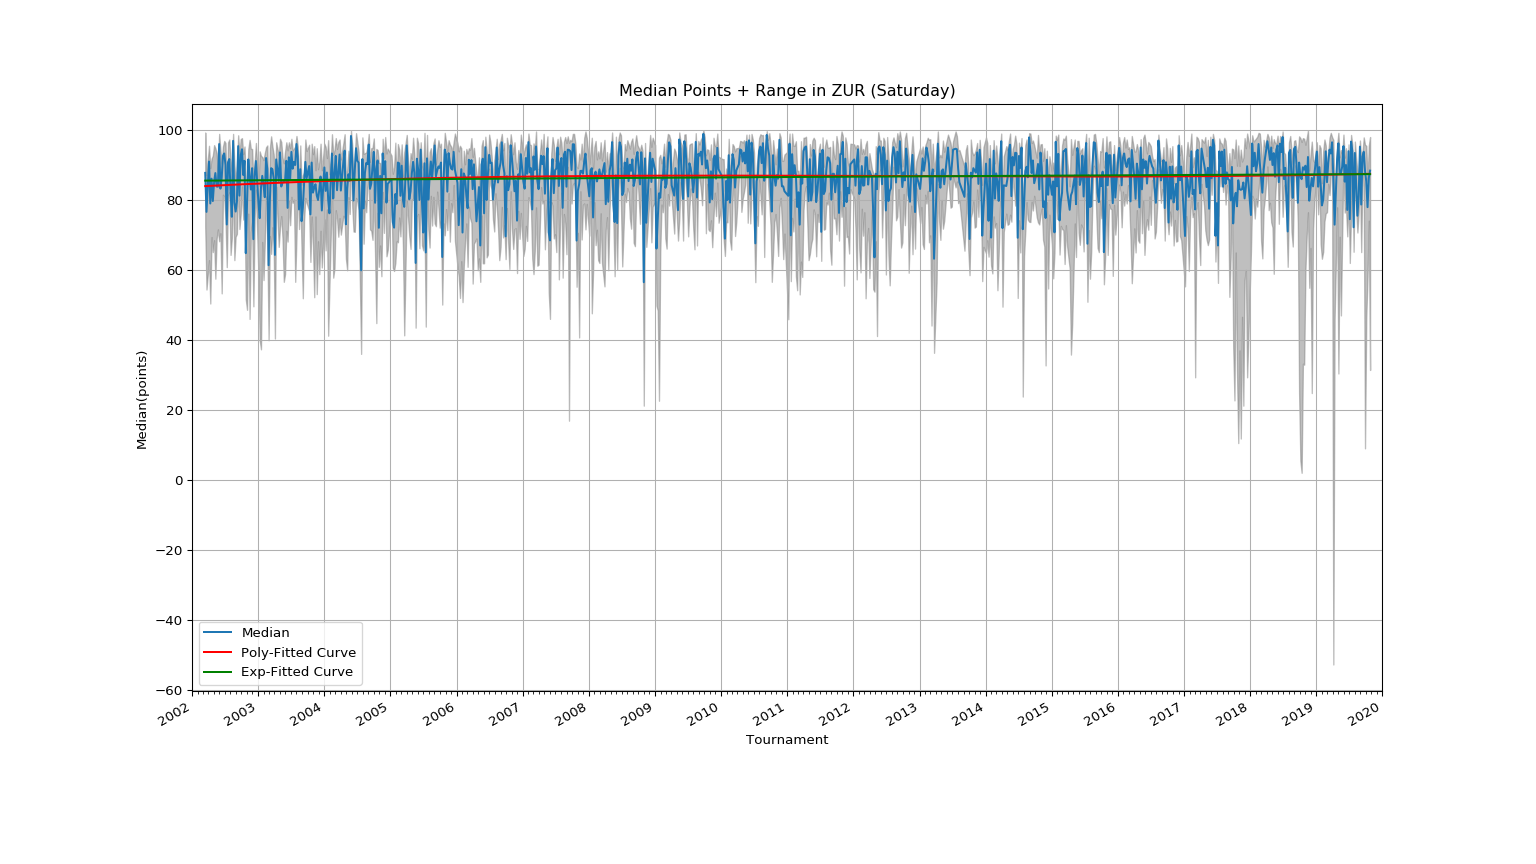 Median Points + Range in ZUR (Saturday)
100
80
60
40
20
0
−20
−40
−60
Median(points)
Median
Poly-Fitted Curve
Exp-Fitted Curve
2002 2003 2004 2005 2006 2007 2008 2009 2010 2011 2012 2013 2014 2015 2016 2017 2018 2019 2020
Tournament